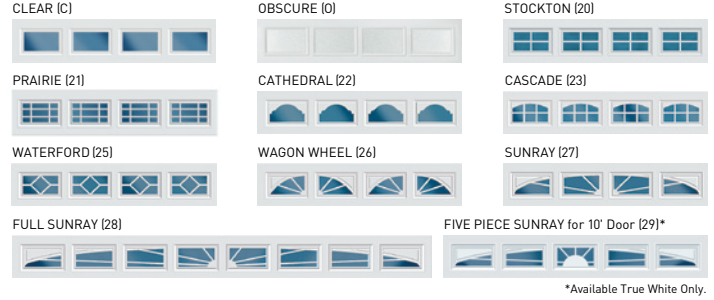 CLEAR (C)
OBSCURE (O)
STOCKTON (20)
PRAIRIE (21)
CATHEDRAL (22)
CASCADE (23)
WATERFORD (25)
WAGON WHEEL (26)
SUNRAY (27)
FULL SUNRAY (28)
FIVE PIECE SUNRAY for 10' Door (29)*
*Available True White Only.